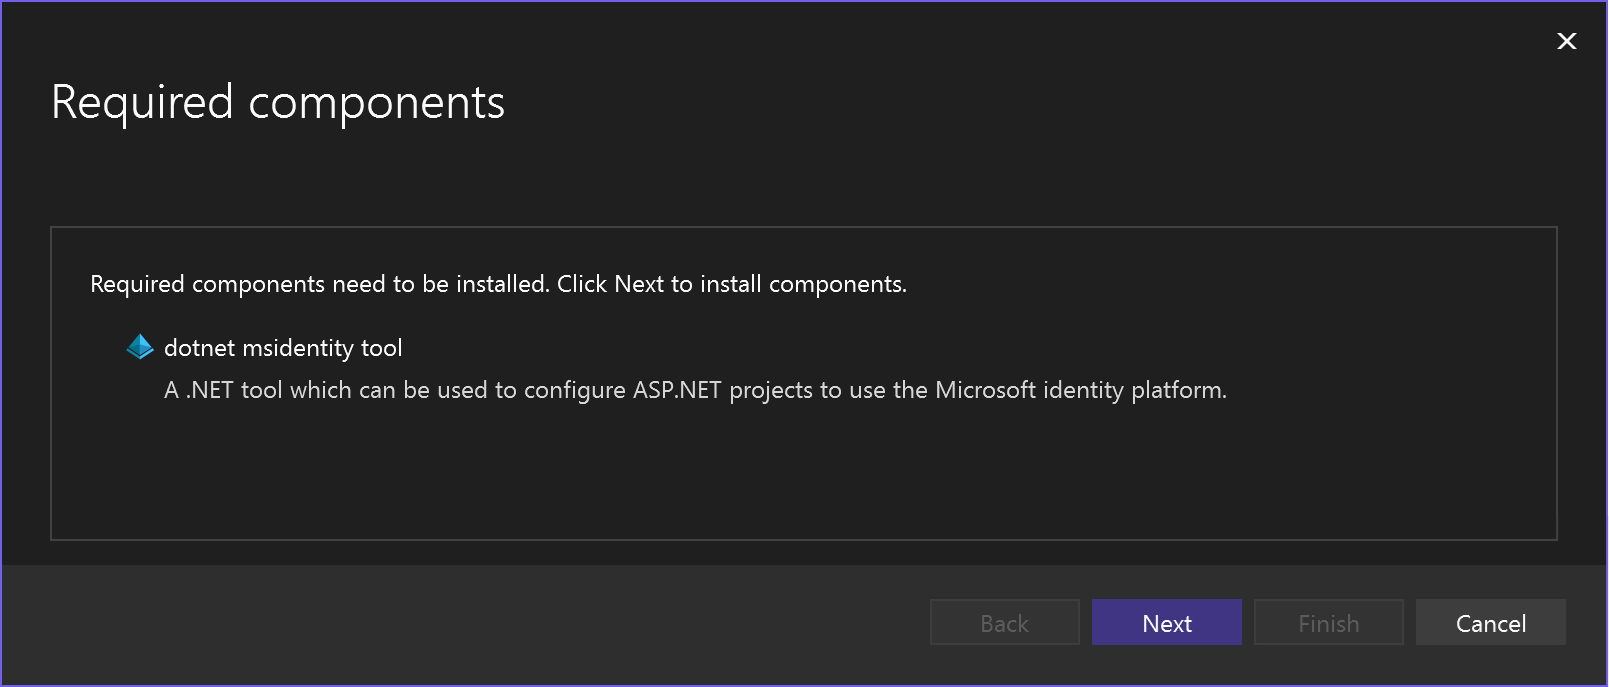 Required components
Required components need to be installed. Click Next to install components.
dotnet msidentity tool
A .NET tool which can be used to configure ASP.NET projects to use the Microsoft identity platform.
Back
Next
Finish
Cancel